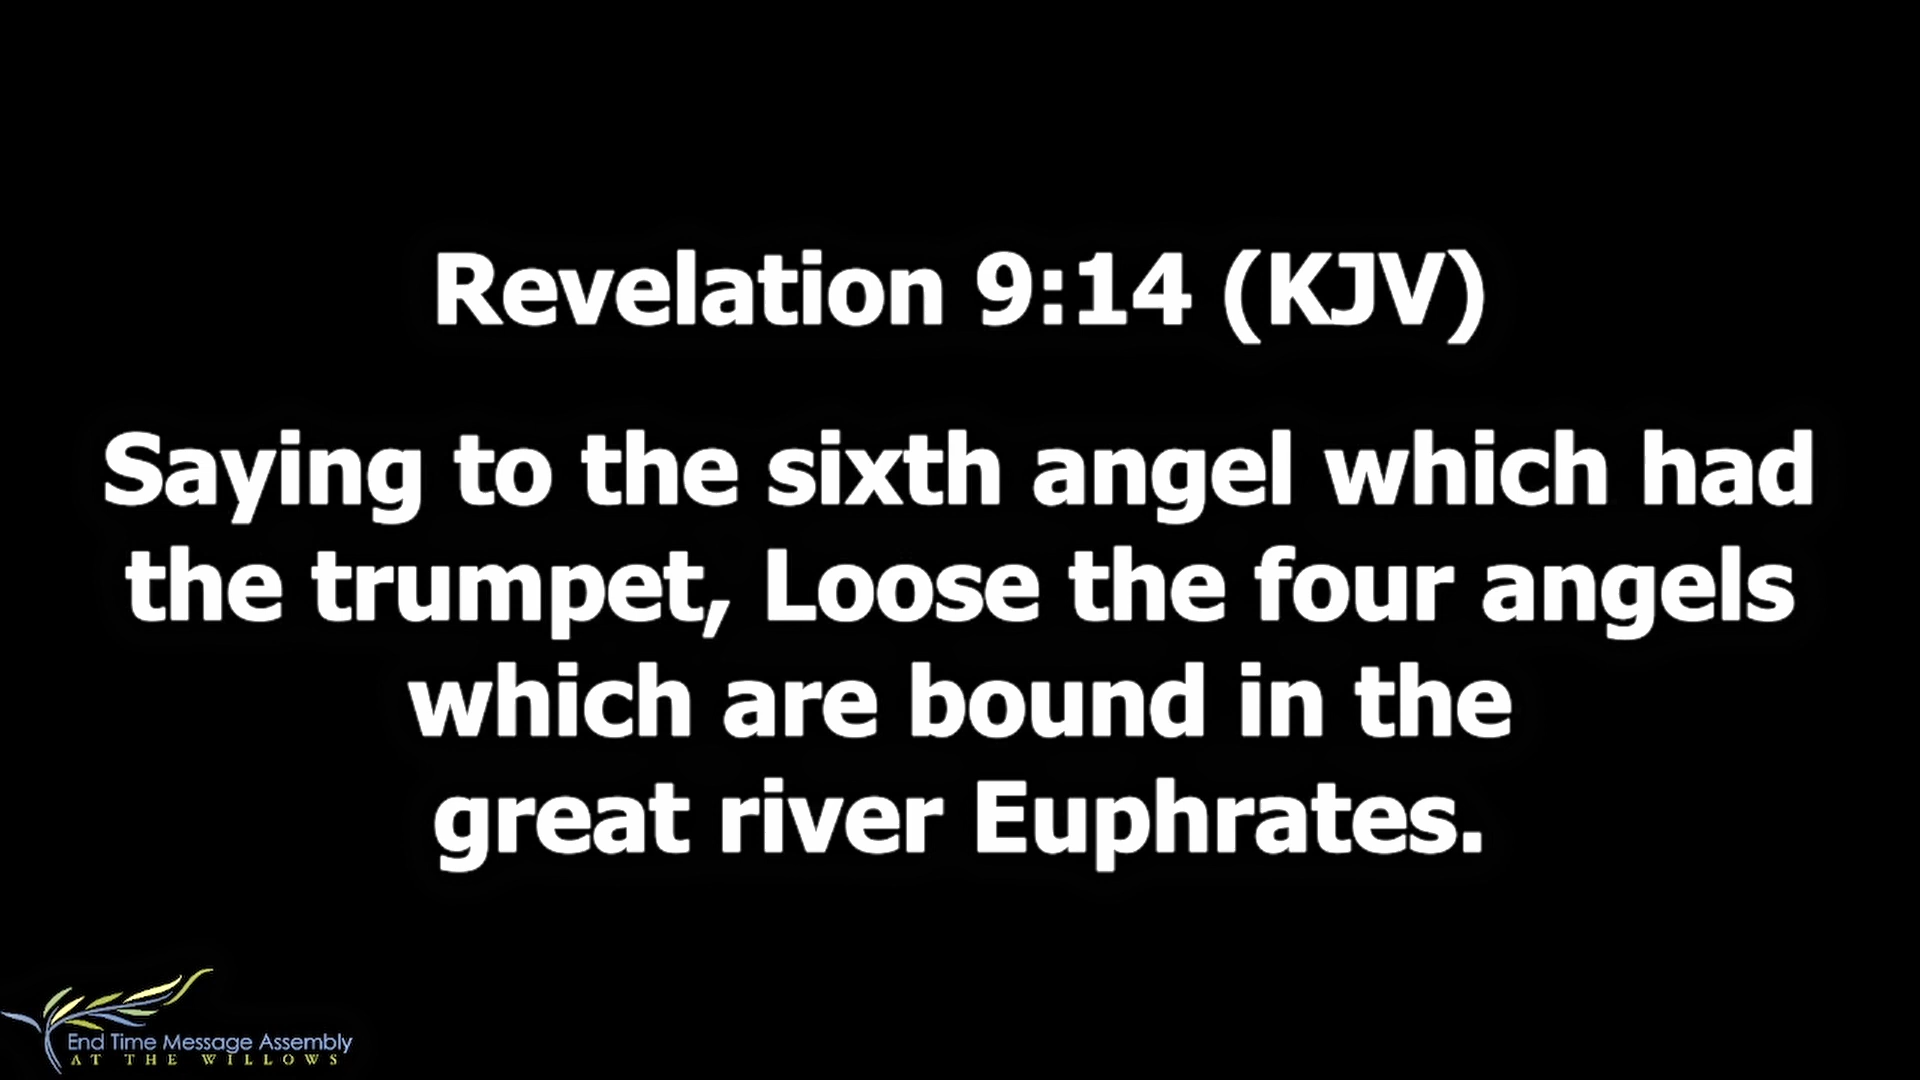 Revelation 9:14 (KJV)
Saying to the sixth angel which had
the trumpet, Loose the four angels
which are bound in the
great river Euphrates.
End Time Message Assembly
AT THE WILLOWS